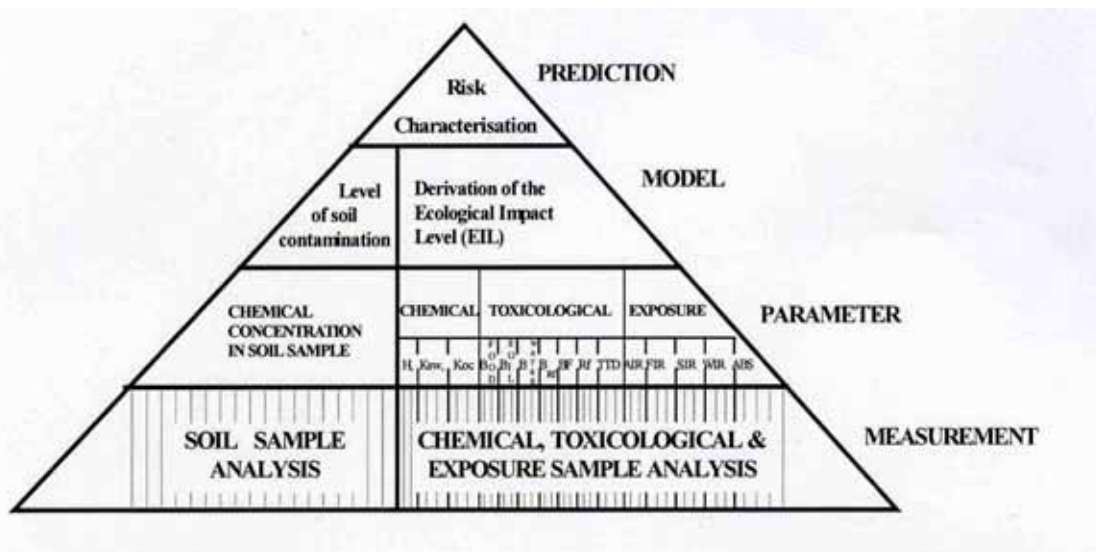 PREDICTION
Risk
Characterisation
MODEL
Level
of soil
contamination
Derivation of the
Ecological Impact
Level (EIL)
PARAMETER
CHEMICAL
CONCENTRATION
IN SOIL SAMPLE
CHEMICAL TOXICOLOGICAL EXPOSURE
H, Kow, Koc BF Rf TTD AIR FIR SIR WIR ABS
MEASUREMENT
SOIL SAMPLE
ANALYSIS
CHEMICAL, TOXICOLOGICAL &
EXPOSURE SAMPLE ANALYSIS